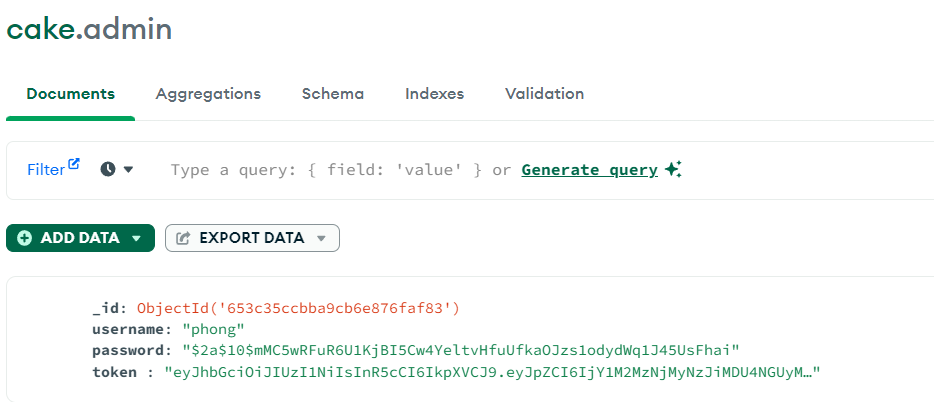 cake.admin
Documents Aggregations Schema Indexes Validation
Filter Type a query: { field: 'value' } or Generate query
ADD DATA EXPORT DATA
_id: ObjectId('653c35ccbba9cb6e876faf83')
username: "phong"
password: "$2a$10$mMC5wRFuR6U1KjBI5Cw4YeltvHfuUfkaOJzs1odydWq1J45UsFhai"
token : "eyJhbGciOiJIUzI1NiIsInR5cCI6IkpXVCJ9.eyJpZCI6IjY1M2MzNjMyNzJiMDU4NGUyM…"